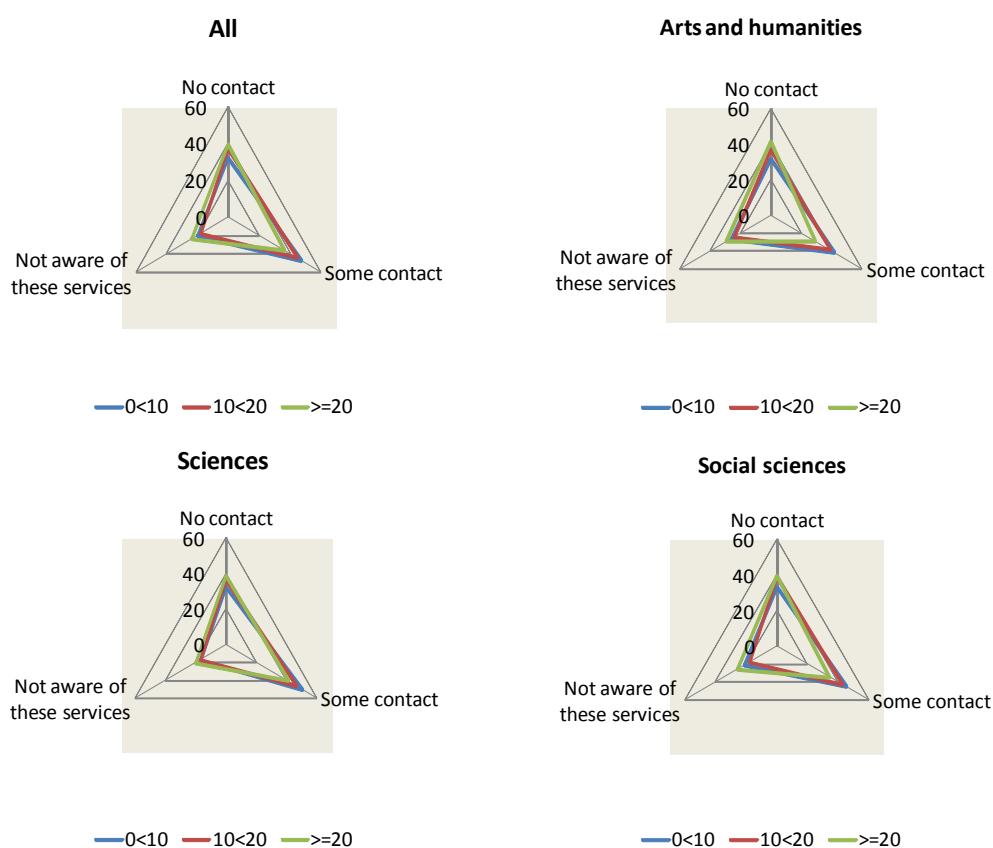 All
No contact
60
40
20
0
Not aware of
these services
Some contact
0<10 10<20 >=20
Arts and humanities
No contact
60
40
20
0
Not aware of
these services
Some contact
0<10 10<20 >=20
Sciences
No contact
60
40
20
0
Not aware of
these services
Some contact
0<10 10<20 >=20
Social sciences
No contact
60
40
20
0
Not aware of
these services
Some contact
0<10 10<20 >=20